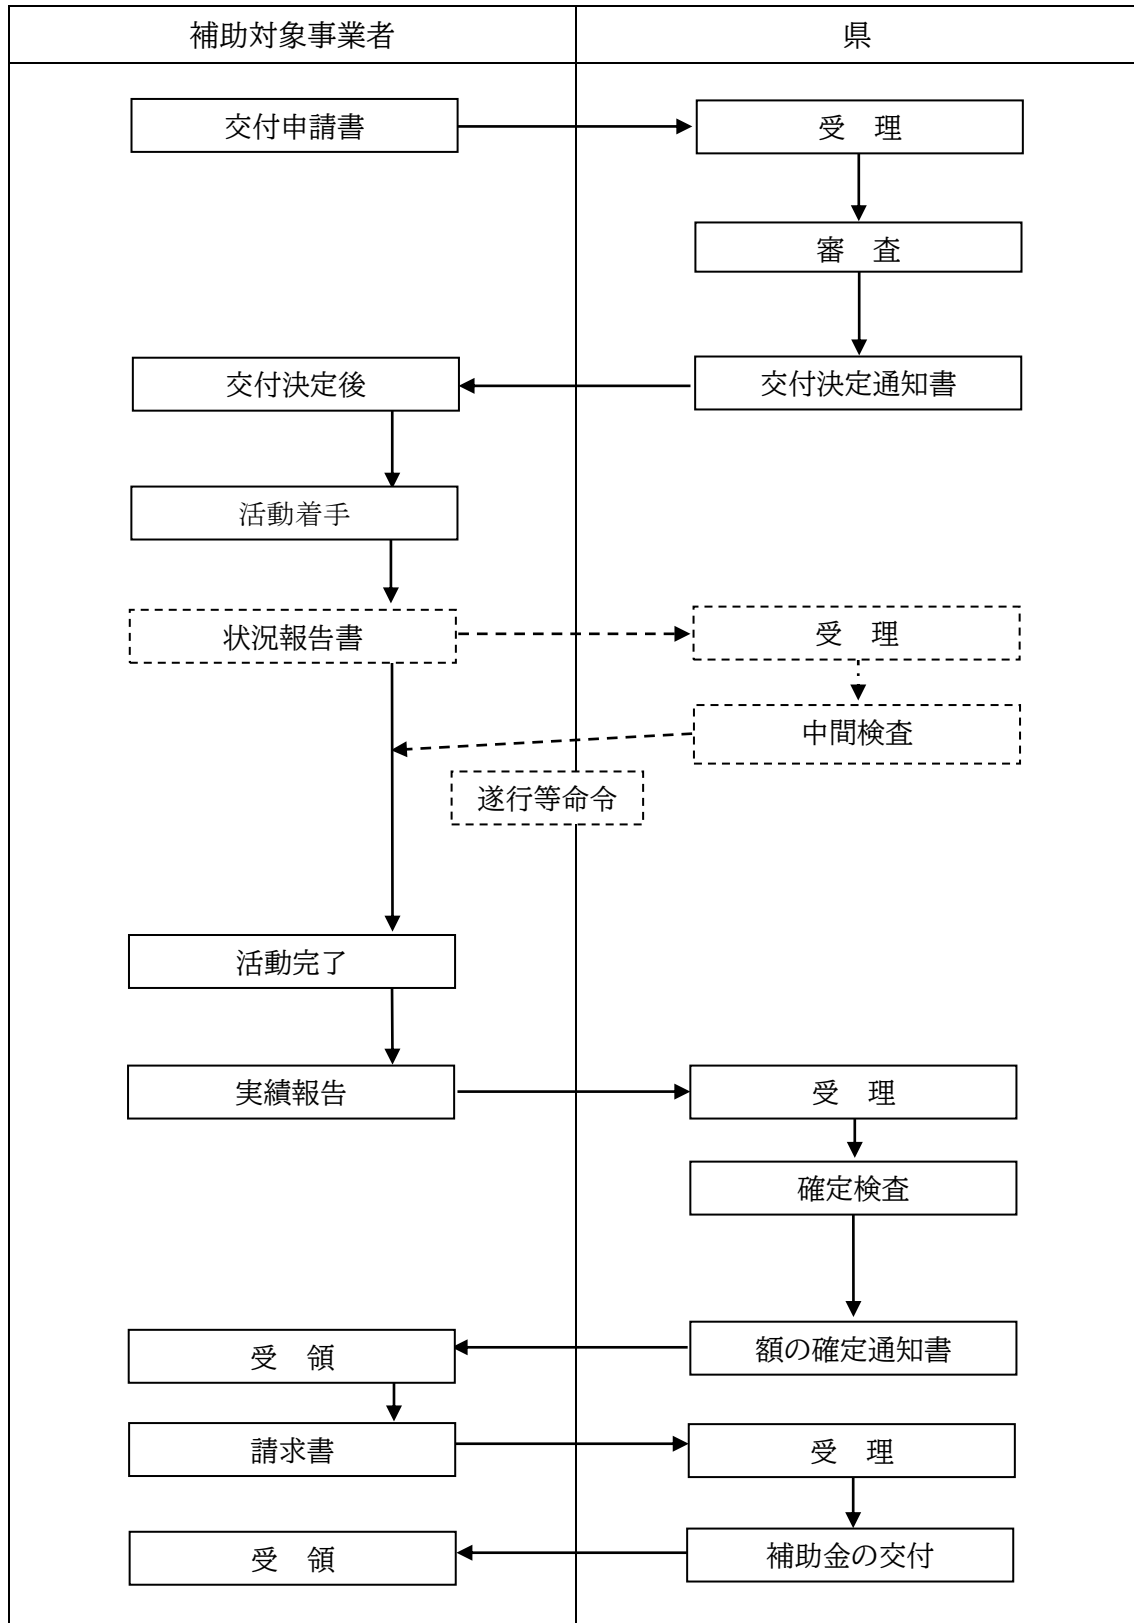 補助対象事業者
県
交付申請書
受　理
審　査
交付決定後
交付決定通知書
活動着手
状況報告書
受　理
中間検査
遂行等命令
活動完了
実績報告
受　理
確定検査
受　領
額の確定通知書
請求書
受　理
受　領
補助金の交付